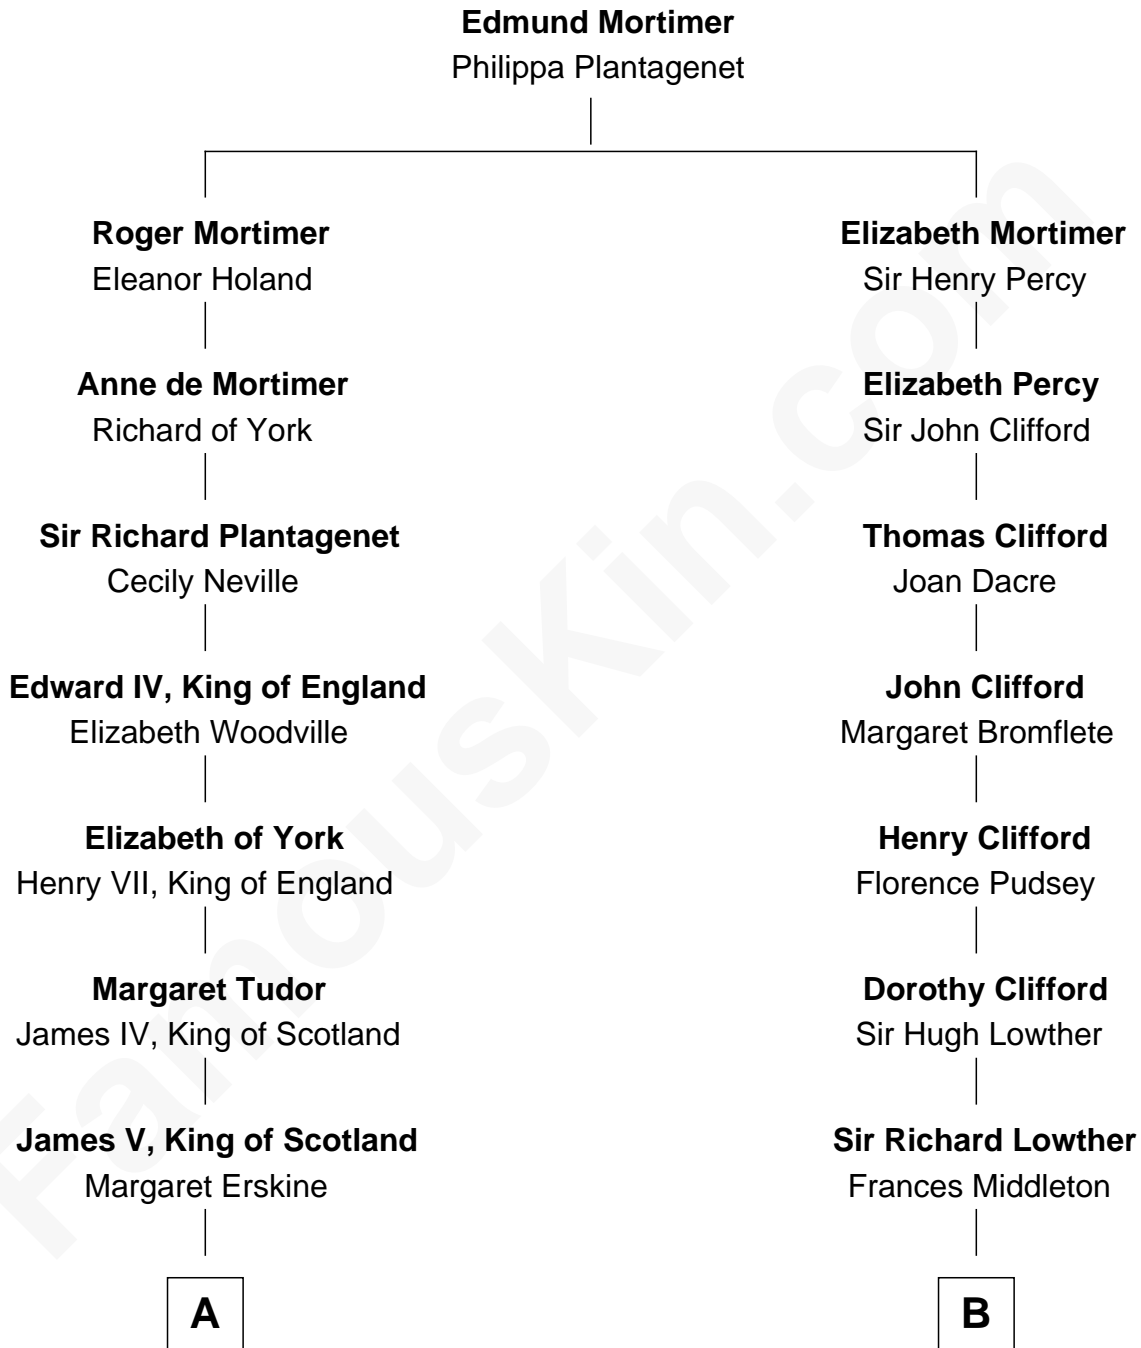 Edmund Mortimer
Philippa Plantagenet
Roger Mortimer
Eleanor Holand
Anne de Mortimer
Richard of York
Sir Richard Plantagenet
Cecily Neville
Edward IV, King of England
Elizabeth Woodville
Elizabeth of York
Henry VII, King of England
Margaret Tudor
James IV, King of Scotland
James V, King of Scotland
Margaret Erskine
A
Elizabeth Mortimer
Sir Henry Percy
Elizabeth Percy
Sir John Clifford
Thomas Clifford
Joan Dacre
John Clifford
Margaret Bromflete
Henry Clifford
Florence Pudsey
Dorothy Clifford
Sir Hugh Lowther
Sir Richard Lowther
Frances Middleton
B
FamousKin.com